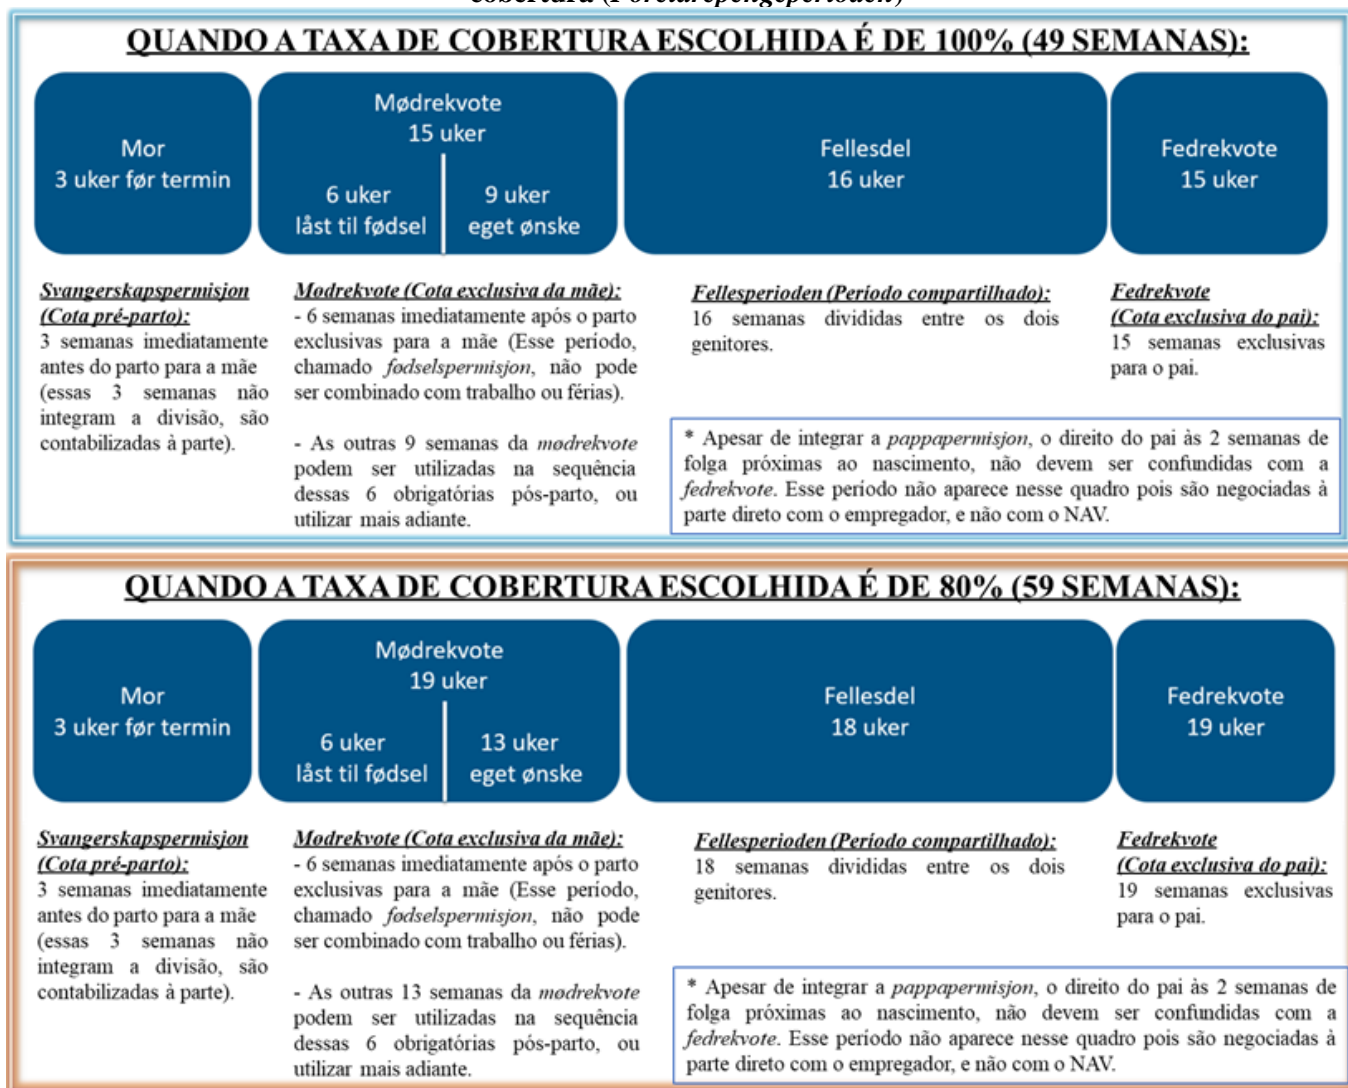 cobertura (Foreldrepengeperioden)
QUANDO A TAXA DE COBERTURA ESCOLHIDA É DE 100% (49 SEMANAS):
Mor
3 uker før termin
Mødrekvote
15 uker
6 uker
låst til fødsel
9 uker
eget ønske
Fellesdel
16 uker
Fedrekvote
15 uker
Svangerskapspermisjon
(Cota pré-parto):
3 semanas imediatamente
antes do parto para a mãe
(essas 3 semanas não
integram a divisão, são
contabilizadas à parte).
Mødrekvote (Cota exclusiva da mãe):
- 6 semanas imediatamente após o parto
exclusivas para a mãe (Esse período,
chamado fødselspermisjon, não pode
ser combinado com trabalho ou férias).
- As outras 9 semanas da mødrekvote
podem ser utilizadas na sequência
dessas 6 obrigatórias pós-parto, ou
utilizar mais adiante.
Fellesperioden (Período compartilhado):
16 semanas divididas entre os dois
genitores.
Fedrekvote
(Cota exclusiva do pai):
15 semanas exclusivas
para o pai.
* Apesar de integrar a pappapermisjon, o direito do pai às 2 semanas de
folga próximas ao nascimento, não devem ser confundidas com a
fedrekvote. Esse período não aparece nesse quadro pois são negociadas à
parte direto com o empregador, e não com o NAV.
QUANDO A TAXA DE COBERTURA ESCOLHIDA É DE 80% (59 SEMANAS):
Mor
3 uker før termin
Mødrekvote
19 uker
6 uker
låst til fødsel
13 uker
eget ønske
Fellesdel
18 uker
Fedrekvote
19 uker
Svangerskapspermisjon
(Cota pré-parto):
3 semanas imediatamente
antes do parto para a mãe
(essas 3 semanas não
integram a divisão, são
contabilizadas à parte).
Mødrekvote (Cota exclusiva da mãe):
- 6 semanas imediatamente após o parto
exclusivas para a mãe (Esse período,
chamado fødselspermisjon, não pode
ser combinado com trabalho ou férias).
- As outras 13 semanas da mødrekvote
podem ser utilizadas na sequência
dessas 6 obrigatórias pós-parto, ou
utilizar mais adiante.
Fellesperioden (Período compartilhado):
18 semanas divididas entre os dois
genitores.
Fedrekvote
(Cota exclusiva do pai):
19 semanas exclusivas
para o pai.
* Apesar de integrar a pappapermisjon, o direito do pai às 2 semanas de
folga próximas ao nascimento, não devem ser confundidas com a
fedrekvote. Esse período não aparece nesse quadro pois são negociadas à
parte direto com o empregador, e não com o NAV.